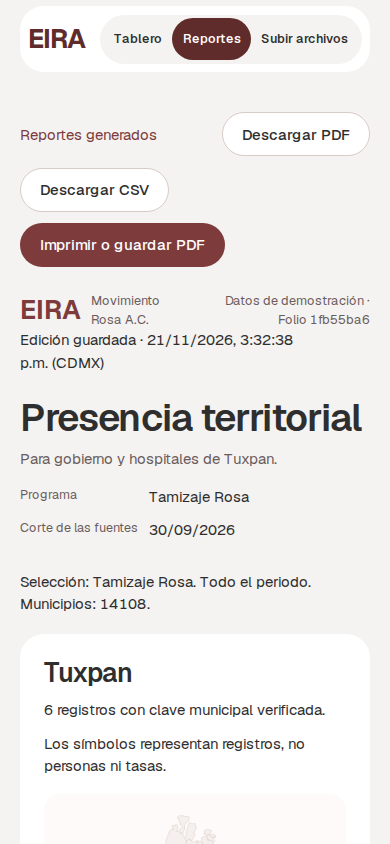 EIRA
Tablero
Reportes
Subir archivos
Reportes generados
Descargar PDF
Descargar CSV
Imprimir o guardar PDF
EIRA
Movimiento
Rosa A.C.
Datos de demostración ·
Folio 1fb55ba6
Edición guardada · 21/11/2026, 3:32:38
p.m. (CDMX)
Presencia territorial
Para gobierno y hospitales de Tuxpan.
Programa
Tamizaje Rosa
Corte de las fuentes
30/09/2026
Selección: Tamizaje Rosa. Todo el periodo.
Municipios: 14108.
Tuxpan
6 registros con clave municipal verificada.
Los símbolos representan registros, no
personas ni tasas.